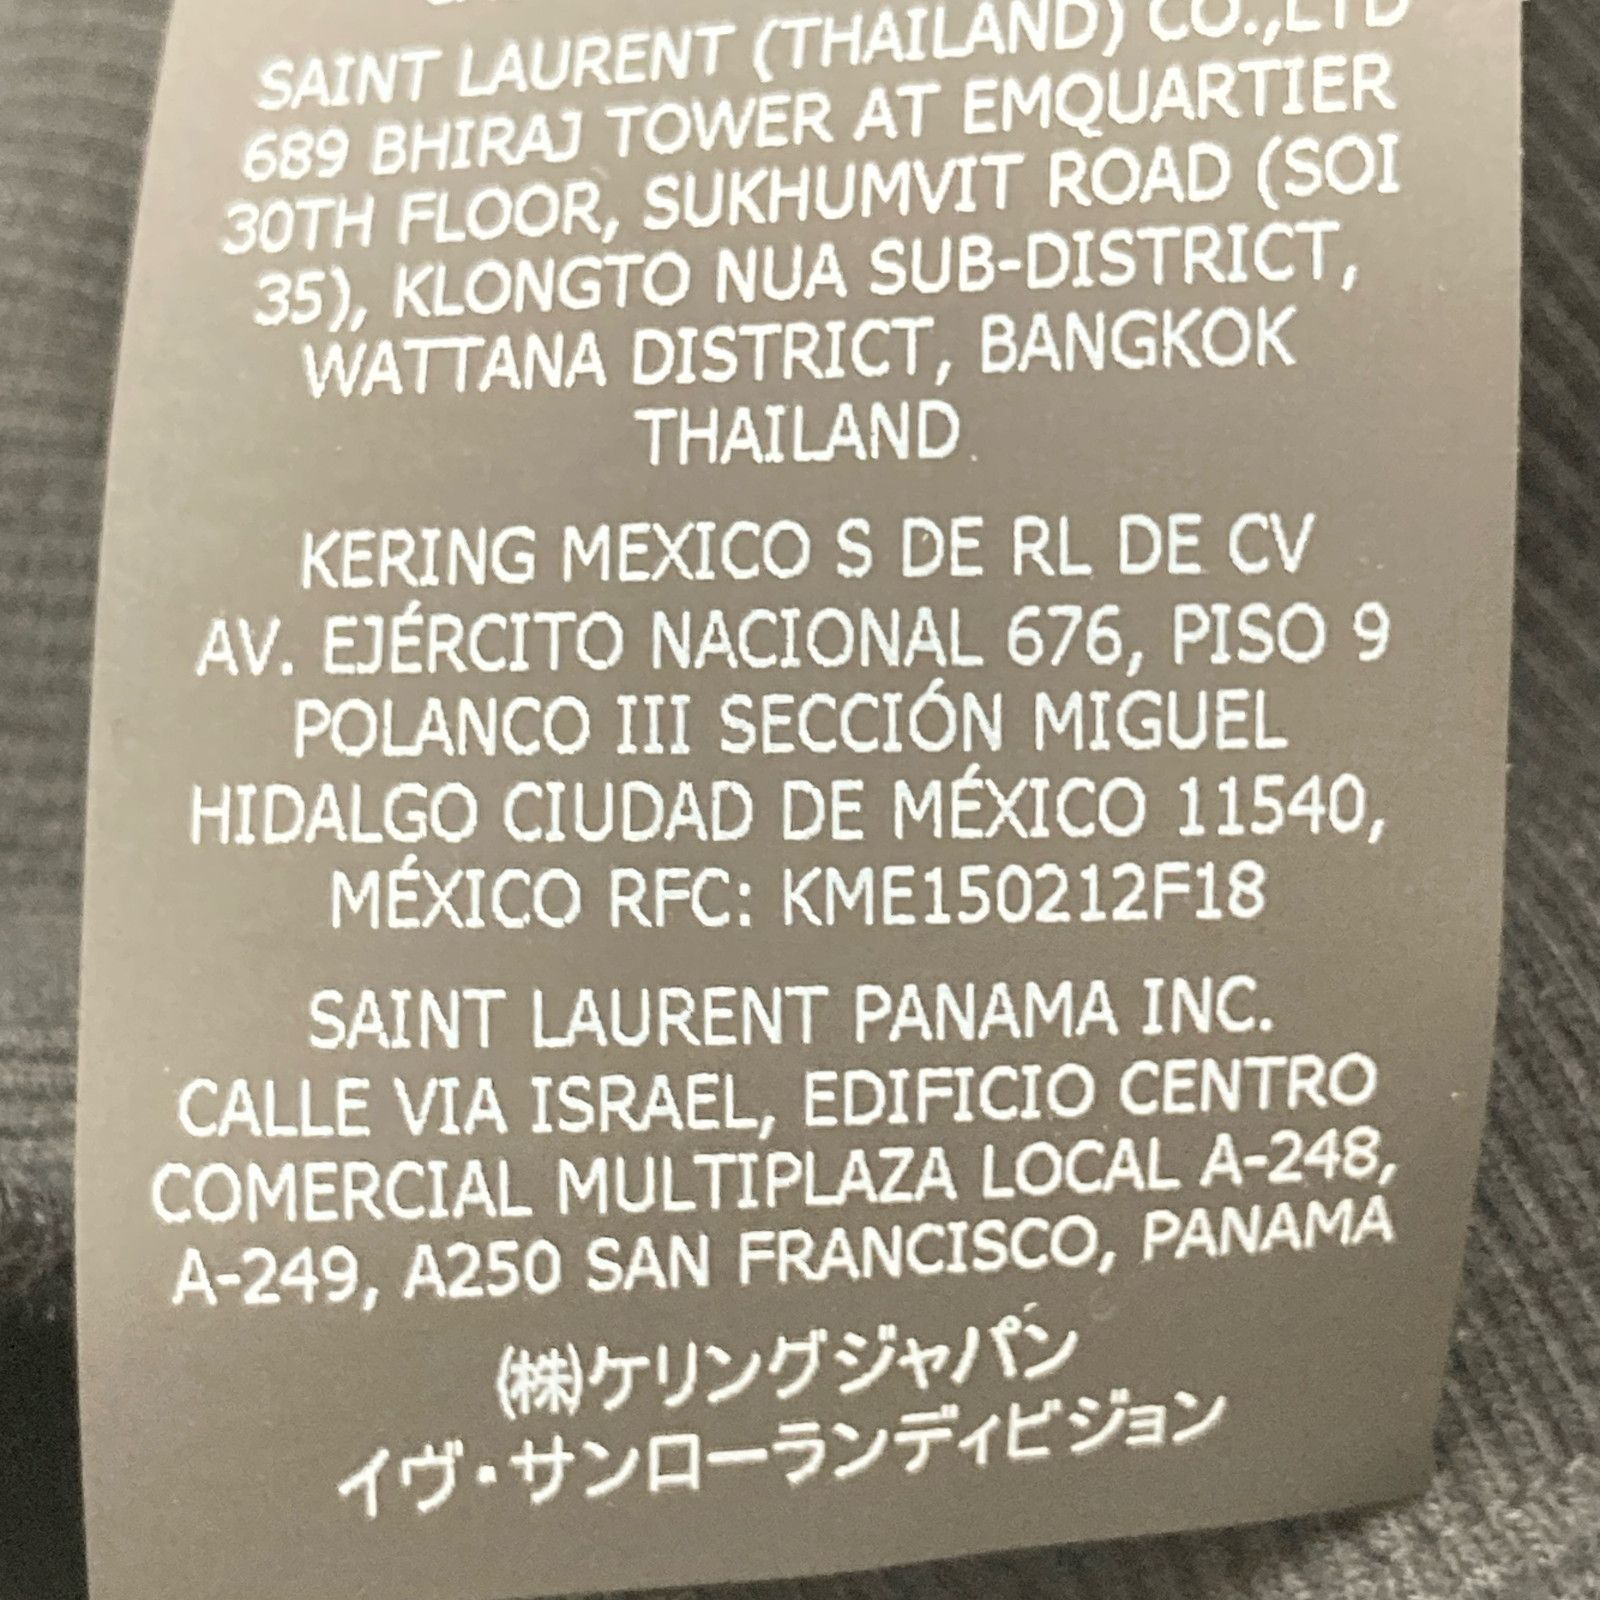 SAINT LAURENT (THAILAND) CO.,LTD
689 BHIRAJ TOWER AT EMQUARTIER
30TH FLOOR, SUKHUMVIT ROAD (SOI
35), KLONGTO NUA SUB-DISTRICT,
WATTANA DISTRICT, BANGKOK
THAILAND
KERING MEXICO S DE RL DE CV
AV. EJÉRCITO NACIONAL 676, PISO 9
POLANCO III SECCIÓN MIGUEL
HIDALGO CIUDAD DE MÉXICO 11540,
MÉXICO RFC: KME150212F18
SAINT LAURENT PANAMA INC.
CALLE VIA ISRAEL, EDIFICIO CENTRO
COMERCIAL MULTIPLAZA LOCAL A-248,
A-249, A250 SAN FRANCISCO, PANAMA
(株)ケリングジャパン
イヴ・サンローランディビジョン